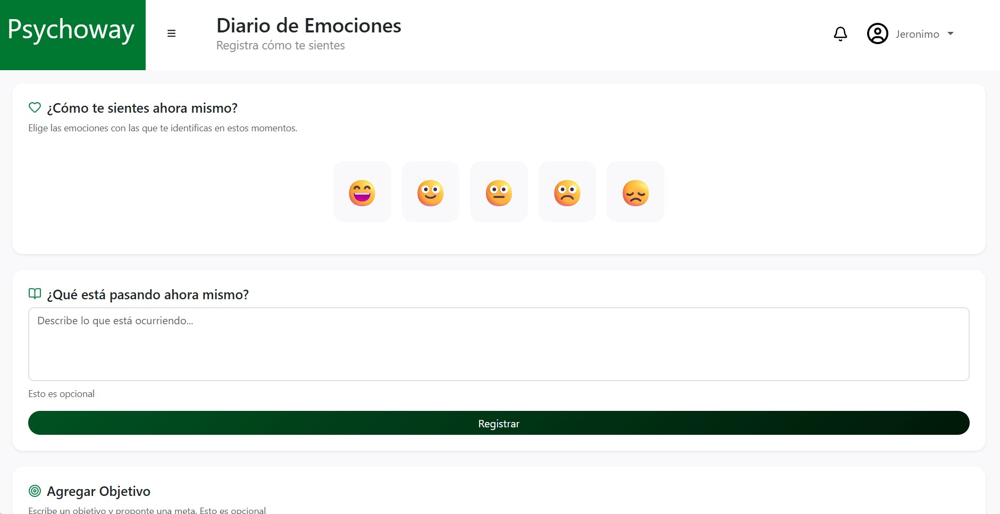 Psychoway
Diario de Emociones
Registra cómo te sientes
Jeronimo
¿Cómo te sientes ahora mismo?
Elige las emociones con las que te identificas en estos momentos.
¿Qué está pasando ahora mismo?
Describe lo que está ocurriendo...
Esto es opcional
Registrar
Agregar Objetivo
Escribe un objetivo y proponte una meta. Esto es opcional